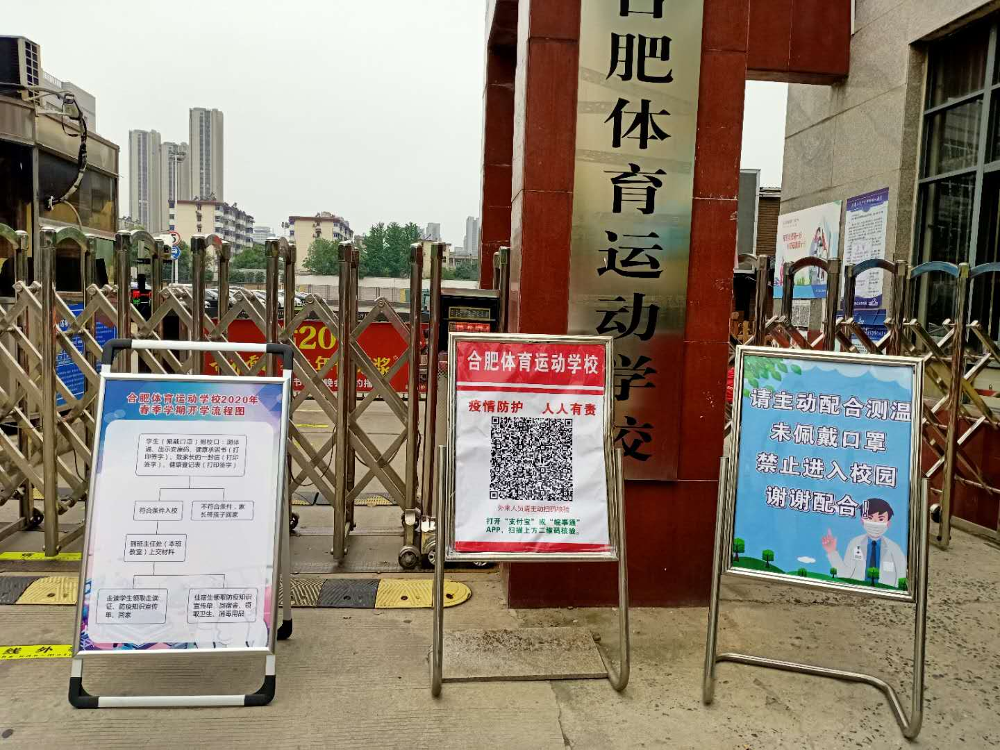 合肥体育运动学校
合肥体育运动学校2020年
春季学期开学流程图
学生（佩戴口罩）到校口：测体
温、出示安康码、健康承诺书（打
印签字）、致家长的一封信（打印
签字）、健康登记表（打印签字）
符合条件入校
不符合条件，家
长带孩子回家
到班主任处（本班
教室）上交材料
走读学生领取走读
证、防疫知识宣传
单、回家
住宿生领取防疫知识
宣传单、回宿舍、领
取卫生、消毒用品
合肥体育运动学校
疫情防护 人人有责
外来人员请主动扫码核验
打开“支付宝”或“皖事通”
APP、扫描上方二维码核验。
请主动配合测温
未佩戴口罩
禁止进入校园
谢谢配合！
20
线 外
5